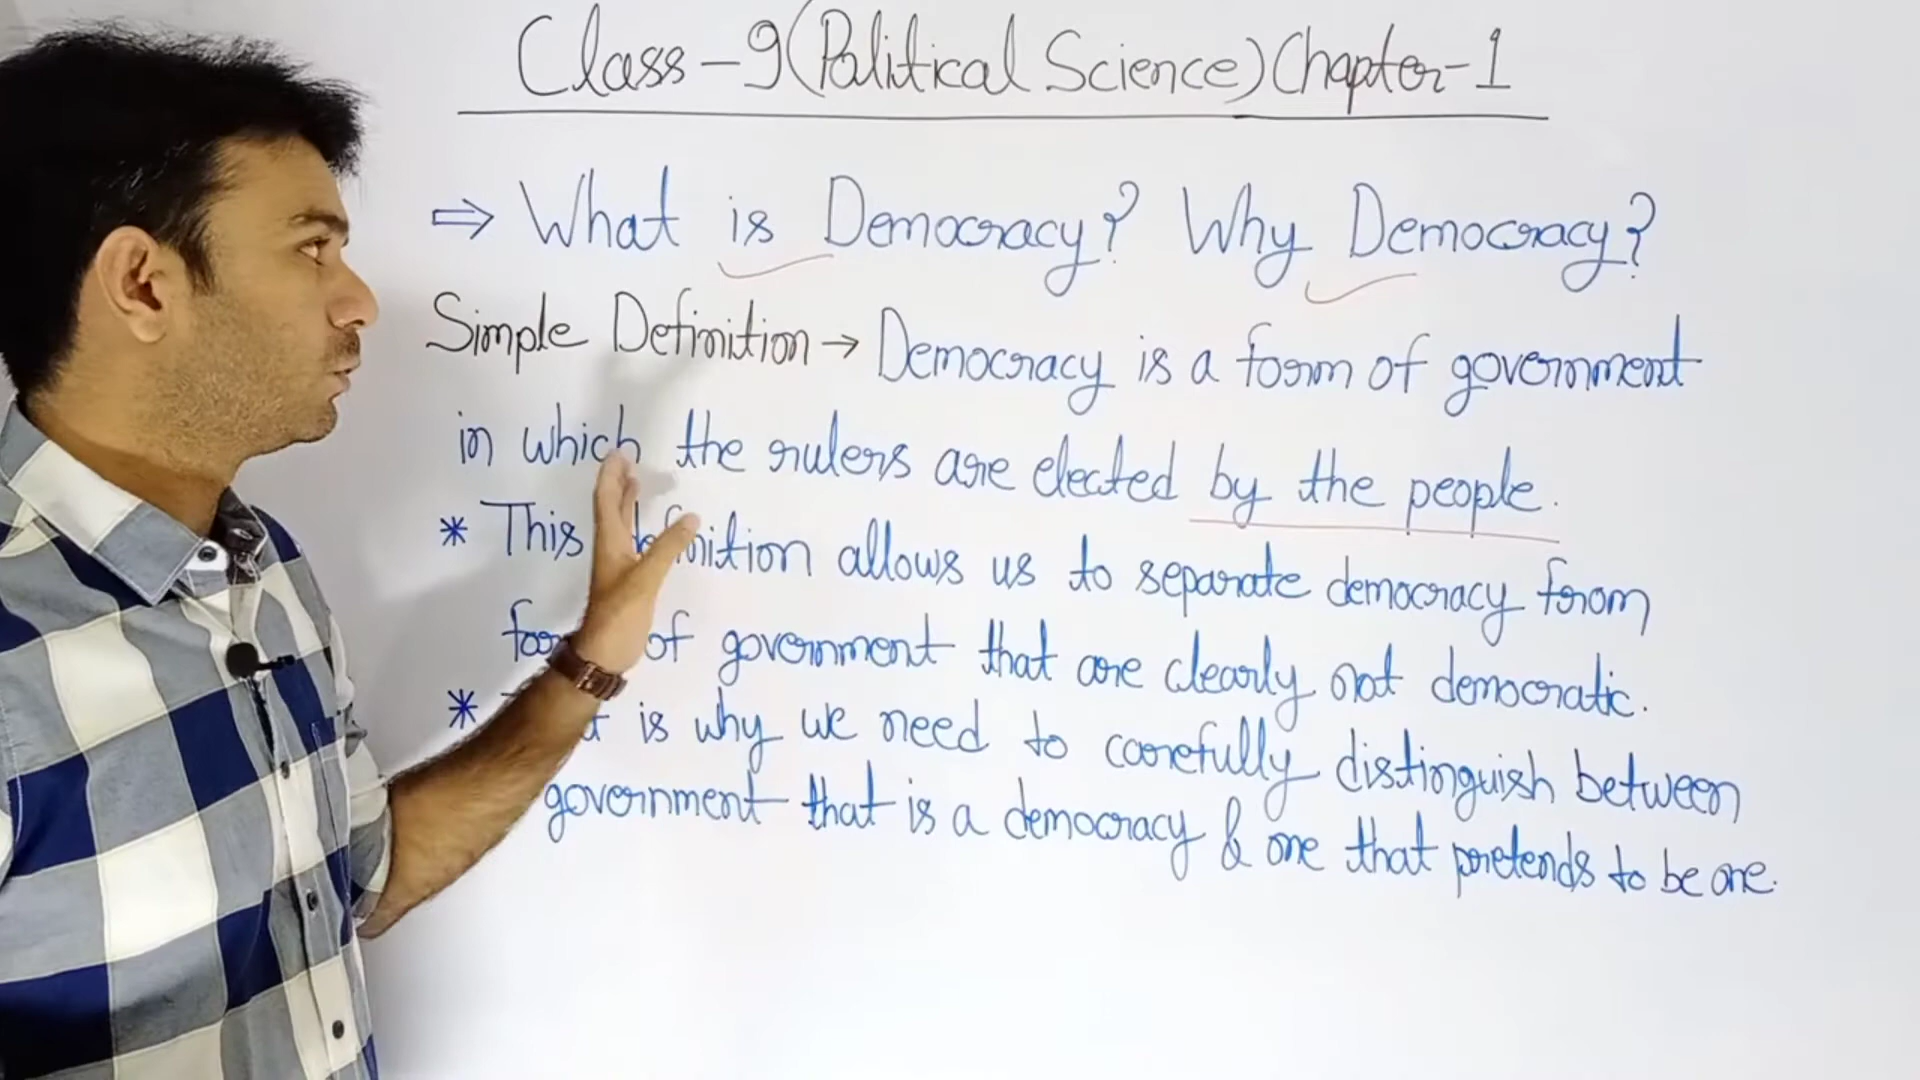 Class-9(Political Science)Chapter-1
⇒ What is Democracy? Why Democracy?
Simple Definition → Democracy is a form of government
in which the rulers are elected by the people.
* This definition allows us to separate democracy from
of government that are clearly not democratic.
* is why we need to carefully distinguish between
government that is a democracy & one that pretends to be one.